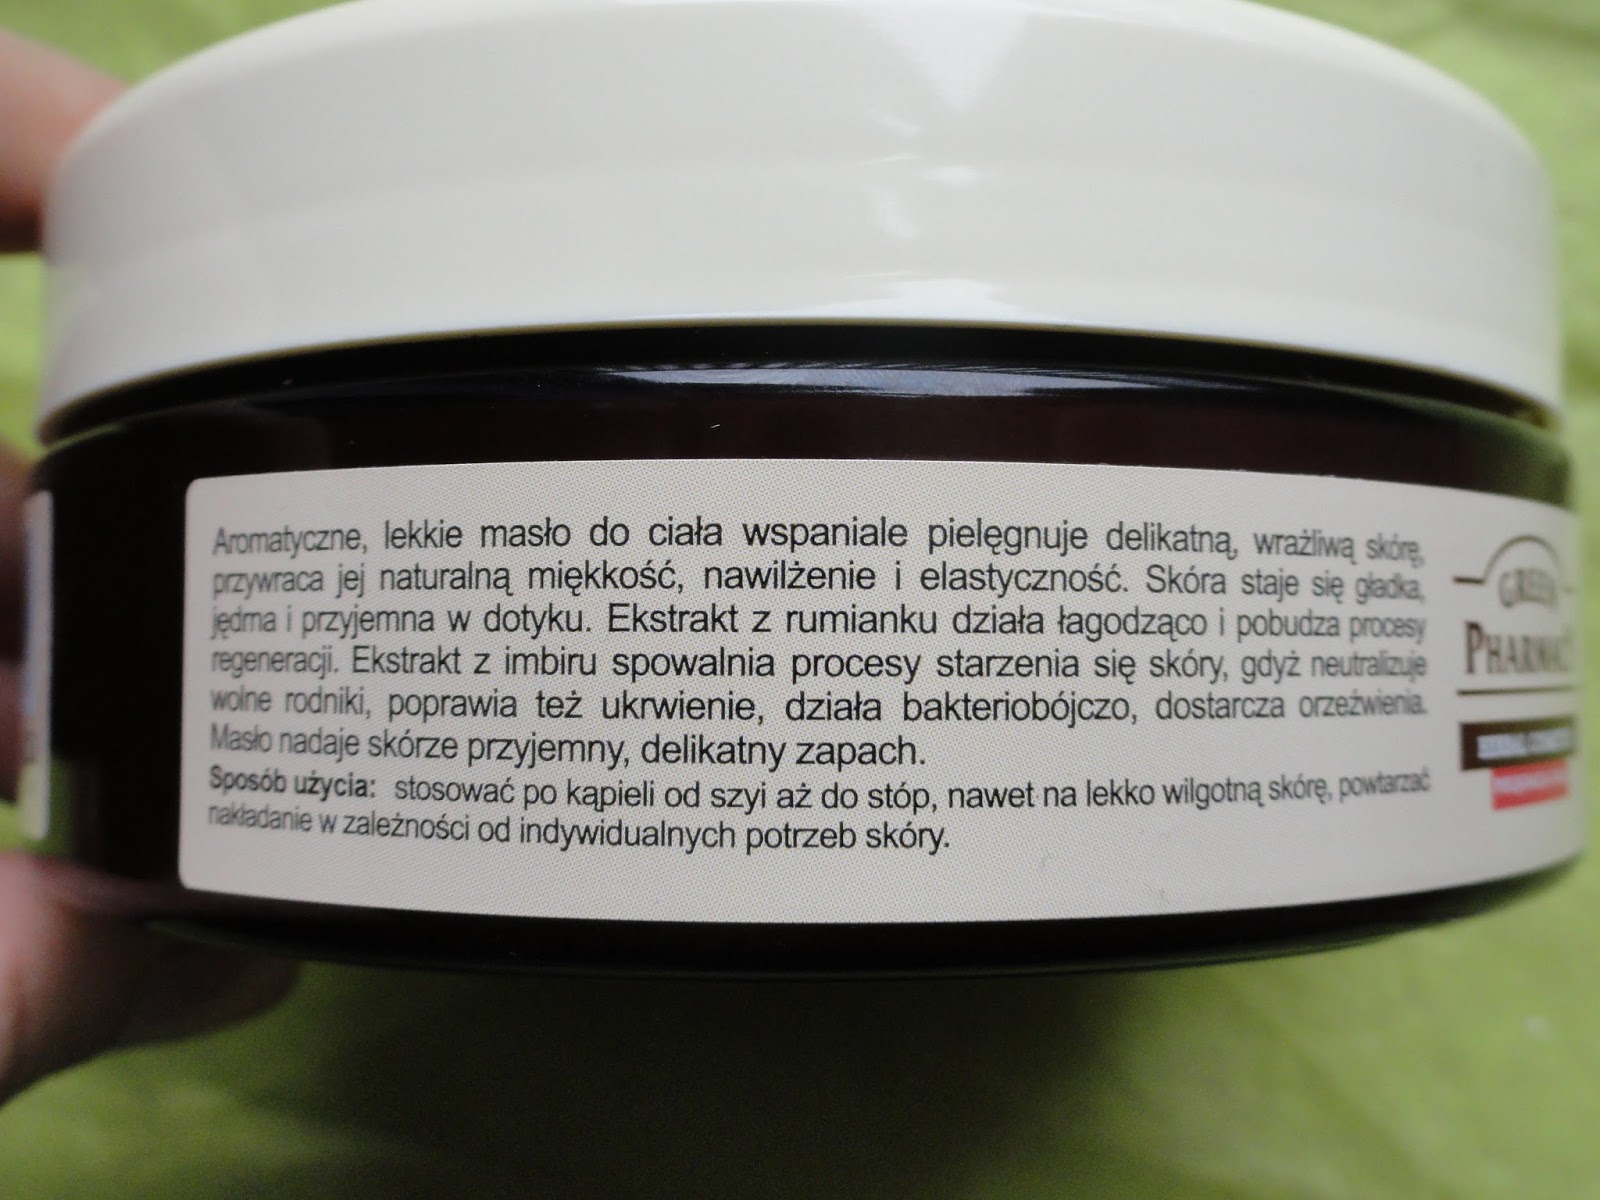 Aromatyczne, lekkie masło do ciała wspaniale pielęgnuje delikatną, wrażliwą skórę,
przywraca jej naturalną miękkość, nawilżenie i elastyczność. Skóra staje się gładka,
jędrna i przyjemna w dotyku. Ekstrakt z rumianku działa łagodząco i pobudza procesy
regeneracji. Ekstrakt z imbiru spowalnia procesy starzenia się skóry, gdyż neutralizuje
wolne rodniki, poprawia też ukrwienie, działa bakteriobójczo, dostarcza orzeźwienia.
Masło nadaje skórze przyjemny, delikatny zapach.
Sposób użycia: stosować po kąpieli od szyi aż do stóp, nawet na lekko wilgotną skórę, powtarzać
nakładanie w zależności od indywidualnych potrzeb skóry.
GREEN
PHARMACY